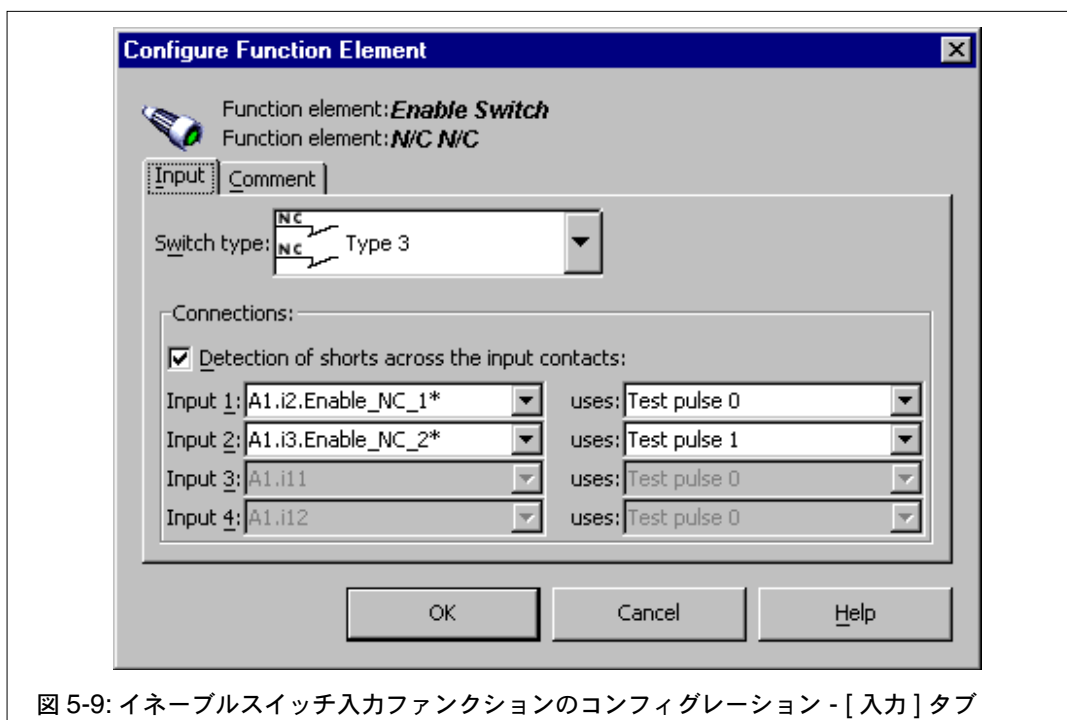 Configure Function Element
Function element: Enable Switch
Function element: N/C N/C
Input Comment
Switch type: NC NC Type 3
Connections:
Detection of shorts across the input contacts:
Input 1: A1.i2.Enable_NC_1* uses: Test pulse 0
Input 2: A1.i3.Enable_NC_2* uses: Test pulse 1
Input 3: A1.i11 uses: Test pulse 0
Input 4: A1.i12 uses: Test pulse 0
OK Cancel Help
図 5-9: イネーブルスイッチ入力ファンクションのコンフィグレーション - [ 入力 ] タブ